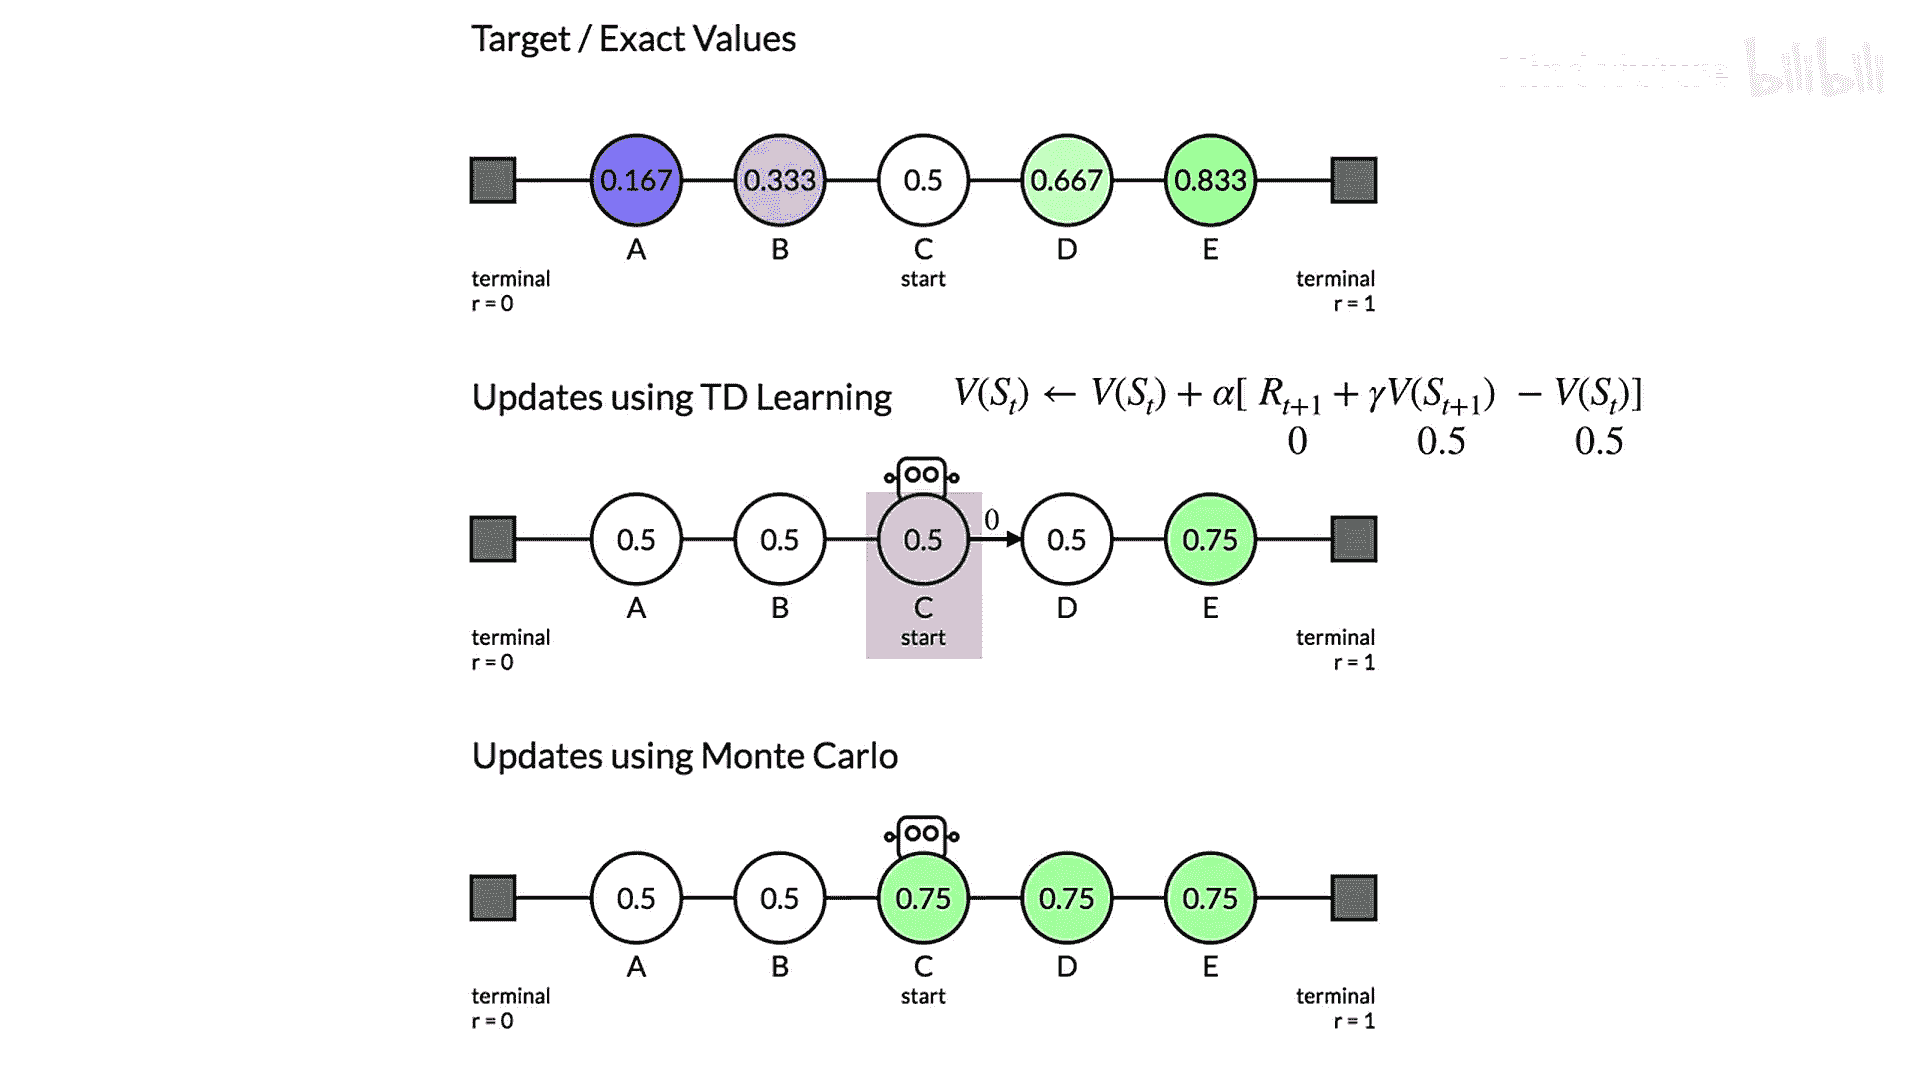 Target / Exact Values
bilibili
0.167 0.333 0.5 0.667 0.833
A B C D E
terminal start terminal
r = 0 r = 1
Updates using TD Learning V(S_t) ← V(S_t) + α[ R_{t+1} + γV(S_{t+1}) − V(S_t)]
0 0.5 0.5
0
0.5 0.5 0.5 0.5 0.75
A B C D E
terminal start terminal
r = 0 r = 1
Updates using Monte Carlo
0.5 0.5 0.75 0.75 0.75
A B C D E
terminal start terminal
r = 0 r = 1